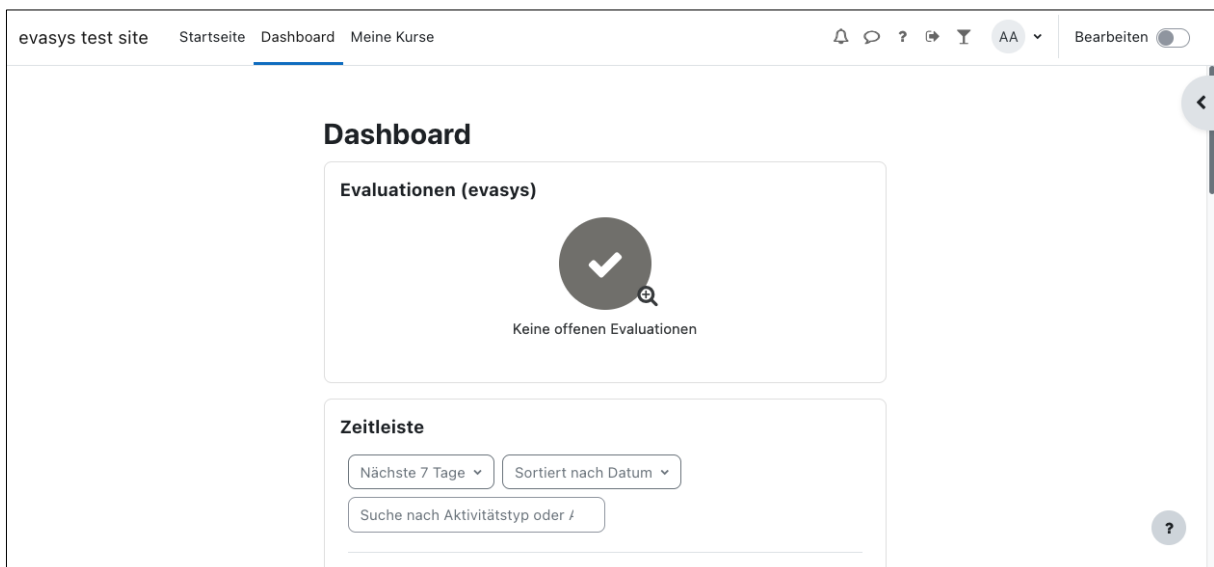 evasys test site Startseite Dashboard Meine Kurse ? AA Bearbeiten
Dashboard
Evaluationen (evasys)
Keine offenen Evaluationen
Zeitleiste
Nächste 7 Tage Sortiert nach Datum
Suche nach Aktivitätstyp oder
?